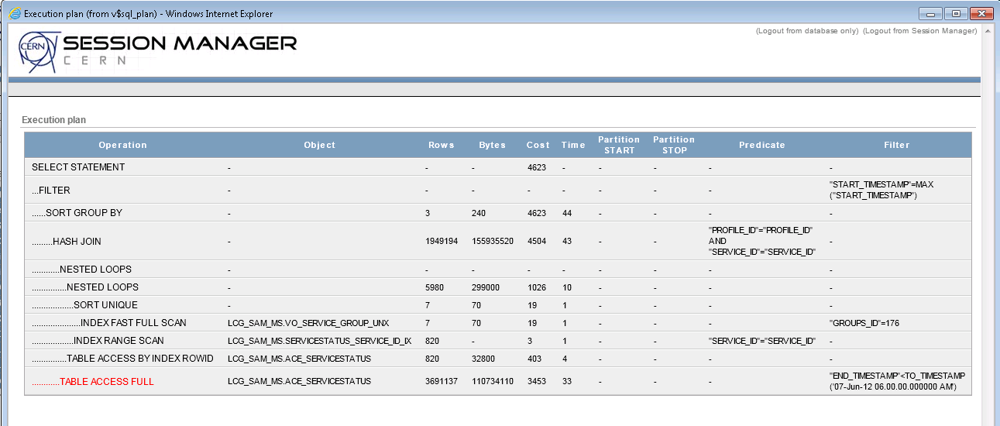 Execution plan (from v$sql_plan) - Windows Internet Explorer
(Logout from database only) (Logout from Session Manager)
CERN
SESSION MANAGER
CERN
Execution plan
Operation Object Rows Bytes Cost Time Partition START Partition STOP Predicate Filter
SELECT STATEMENT - - - 4623 - - - - -
...FILTER - - - - - - - - "START_TIMESTAMP"=MAX
("START_TIMESTAMP")
......SORT GROUP BY - 3 240 4623 44 - - - -
.........HASH JOIN - 1949194 155935520 4504 43 - - "PROFILE_ID"="PROFILE_ID"
AND
"SERVICE_ID"="SERVICE_ID" -
............NESTED LOOPS - - - - - - - - -
...............NESTED LOOPS - 5980 299000 1026 10 - - - -
..................SORT UNIQUE - 7 70 19 1 - - - -
.....................INDEX FAST FULL SCAN LCG_SAM_MS.VO_SERVICE_GROUP_UNX 7 70 19 1 - - - "GROUPS_ID"=176
..................INDEX RANGE SCAN LCG_SAM_MS.SERVICESTATUS_SERVICE_ID_IX 820 - 3 1 - - "SERVICE_ID"="SERVICE_ID" -
...............TABLE ACCESS BY INDEX ROWID LCG_SAM_MS.ACE_SERVICESTATUS 820 32800 403 4 - - - -
............TABLE ACCESS FULL LCG_SAM_MS.ACE_SERVICESTATUS 3691137 110734110 3453 33 - - - "END_TIMESTAMP"<TO_TIMESTAMP
('07-Jun-12 06.00.00.000000 AM')